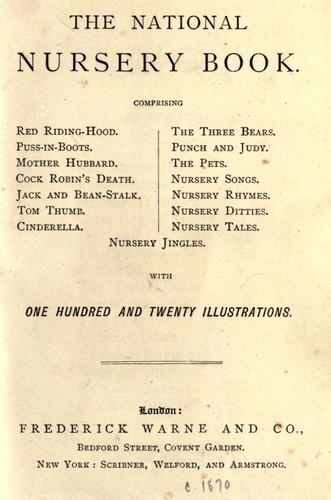 THE NATIONAL
NURSERY BOOK.
COMPRISING
RED RIDING-HOOD.
PUSS-IN-BOOTS.
MOTHER HUBBARD.
COCK ROBIN'S DEATH.
JACK AND BEAN-STALK.
TOM THUMB.
CINDERELLA.
THE THREE BEARS.
PUNCH AND JUDY.
THE PETS.
NURSERY SONGS.
NURSERY RHYMES.
NURSERY DITTIES.
NURSERY TALES.
NURSERY JINGLES.
WITH
ONE HUNDRED AND TWENTY ILLUSTRATIONS.
London:
FREDERICK WARNE AND CO.,
BEDFORD STREET, COVENT GARDEN.
NEW YORK: SCRIBNER, WELFORD, AND ARMSTRONG.
c. 1870